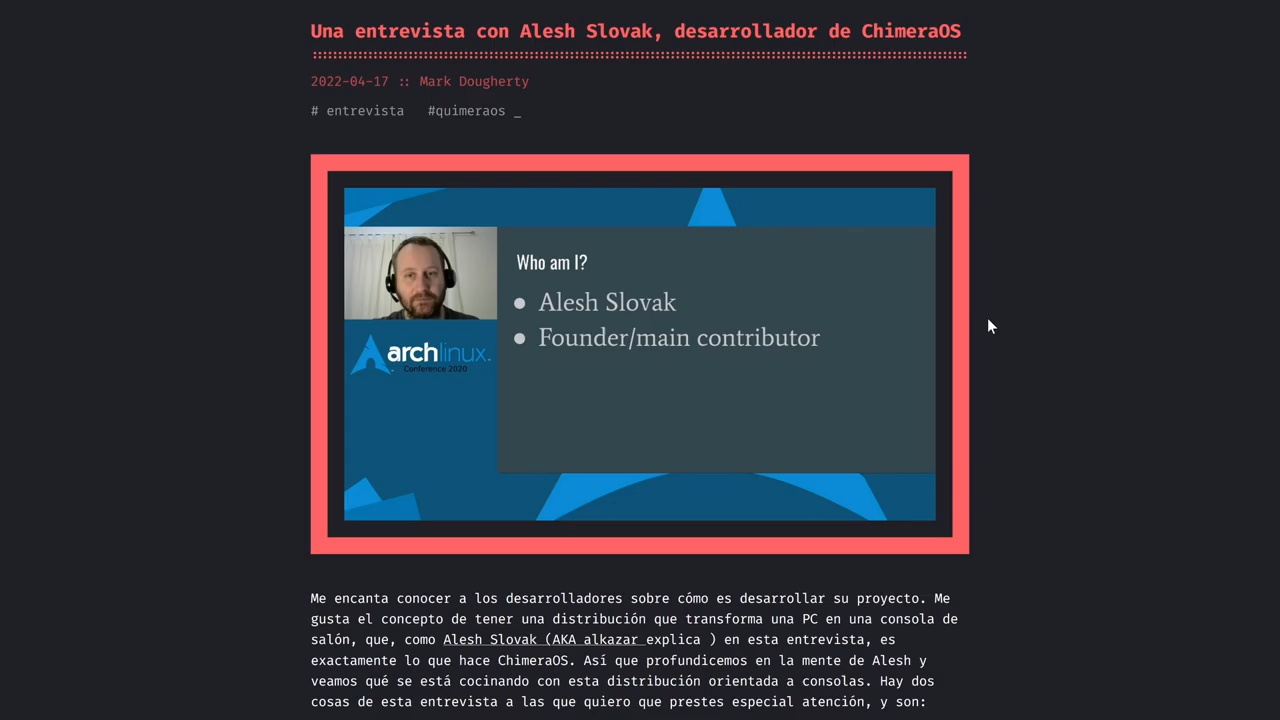 Una entrevista con Alesh Slovak, desarrollador de ChimeraOS
2022-04-17 :: Mark Dougherty
# entrevista #quimeraos _
Who am I?
● Alesh Slovak
● Founder/main contributor
archlinux
Conference 2020
Me encanta conocer a los desarrolladores sobre cómo es desarrollar su proyecto. Me
gusta el concepto de tener una distribución que transforma una PC en una consola de
salón, que, como Alesh Slovak (AKA alkazar explica ) en esta entrevista, es
exactamente lo que hace ChimeraOS. Así que profundicemos en la mente de Alesh y
veamos qué se está cocinando con esta distribución orientada a consolas. Hay dos
cosas de esta entrevista a las que quiero que prestes especial atención, y son: